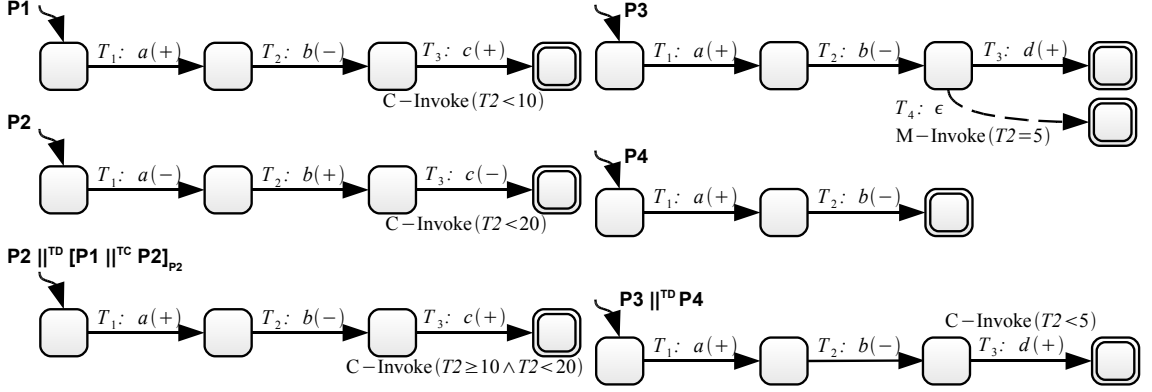 P1
T₁: a(+) T₂: b(−) T₃: c(+)
C−Invoke(T2<10)
P2
T₁: a(−) T₂: b(+) T₃: c(−)
C−Invoke(T2<20)
P2 ||ᵀᴰ [P1 ||ᵀᶜ P2]P2
T₁: a(+) T₂: b(−) T₃: c(+)
C−Invoke(T2≥10∧T2<20)
P3
T₁: a(+) T₂: b(−) T₃: d(+)
T₄: ϵ
M−Invoke(T2=5)
P4
T₁: a(+) T₂: b(−)
P3 ||ᵀᴰ P4
C−Invoke(T2<5)
T₁: a(+) T₂: b(−) T₃: d(+)